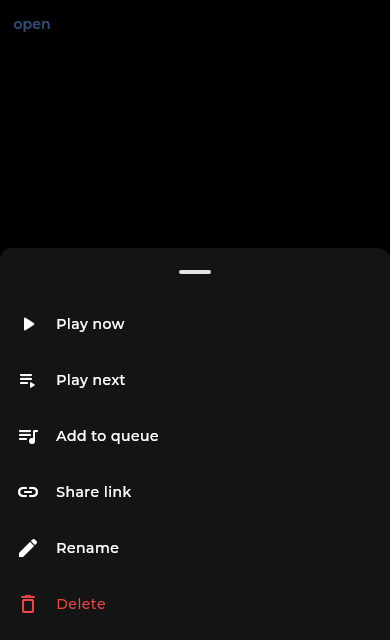 open
Play now
Play next
Add to queue
Share link
Rename
Delete